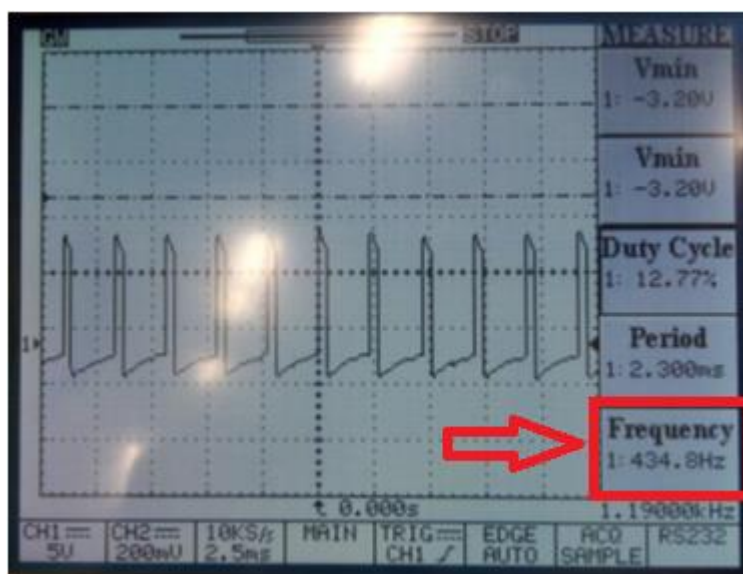 STOP
MEASURE
Vmin
1: -3.20V
Vmin
1: -3.20V
Duty Cycle
1: 12.77%
Period
1: 2.300ms
Frequency
1: 434.8Hz
1
0.000s
1.19000kHz
CH1 CH2 10KS/s MAIN TRIG EDGE ACQ RS232
5V 200mV 2.5ms CH1 AUTO SAMPLE